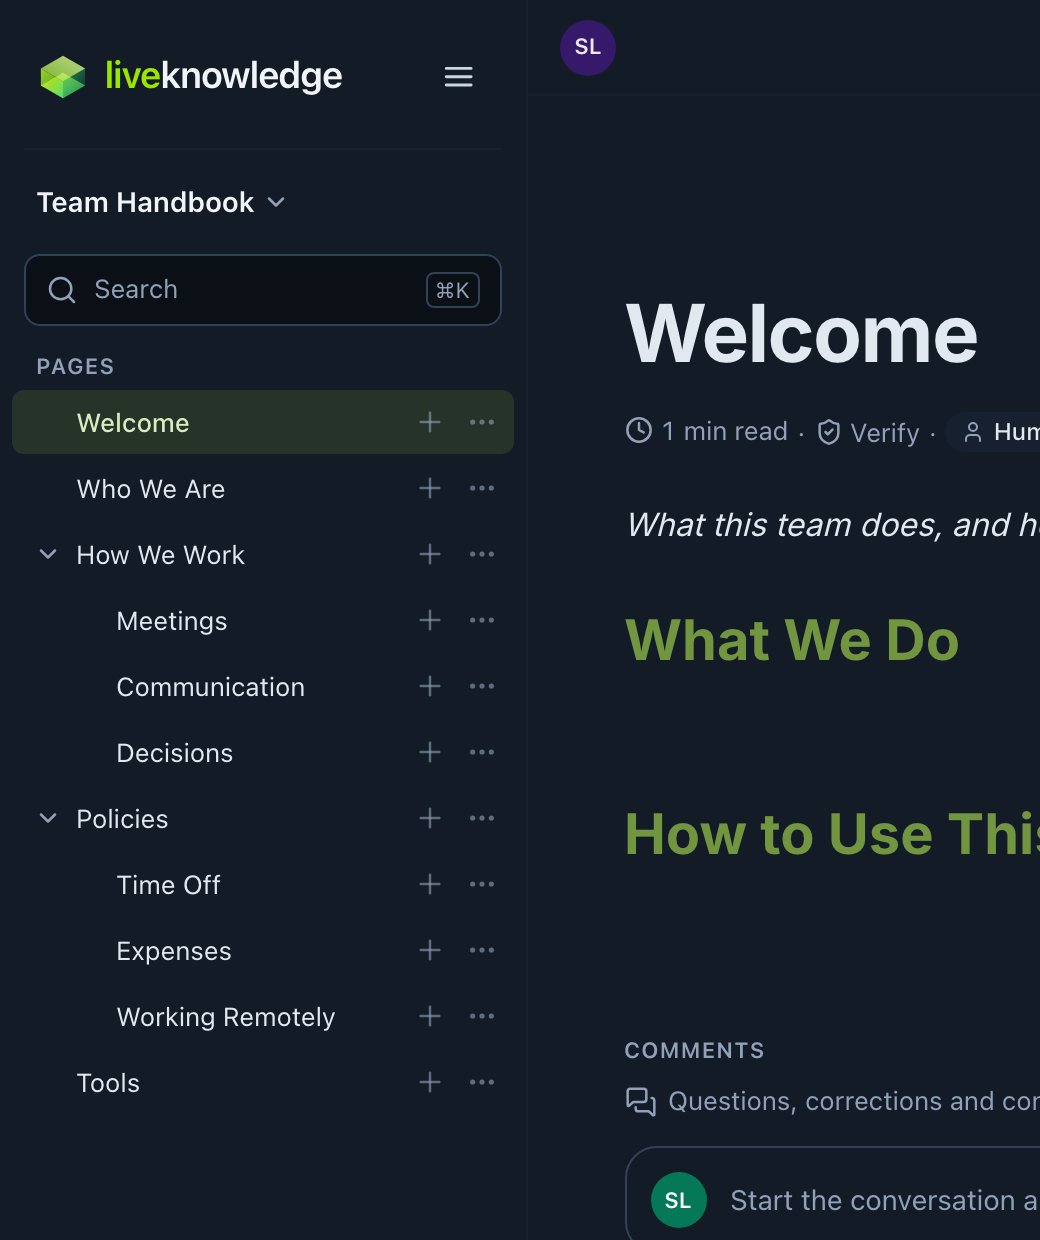 liveknowledge
SL
Team Handbook
Search ⌘K
PAGES
Welcome
Who We Are
How We Work
Meetings
Communication
Decisions
Policies
Time Off
Expenses
Working Remotely
Tools
Welcome
1 min read · Verify ·
What this team does, and
What We Do
How to Use
COMMENTS
Questions, corrections and
SL Start the conversation